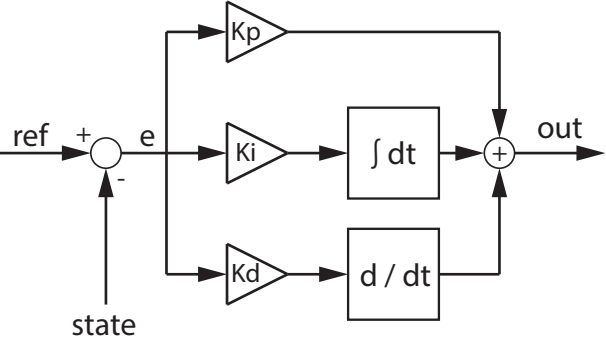 Kp
ref + e Ki ∫ dt + out
-
Kd d / dt
state